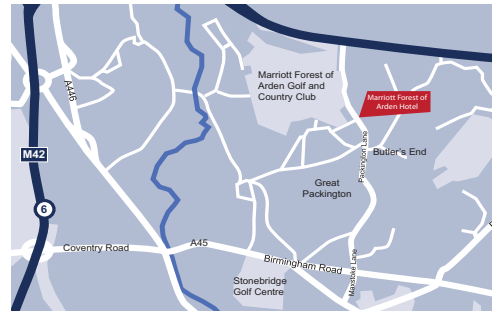 Marriott Forest of
Arden Golf and
Country Club
Marriott Forest of
Arden Hotel
A446
M42
Packington Lane
Butler's End
Great
Packington
6
Coventry Road
A45
Birmingham Road
Maxstoke Lane
Stonebridge
Golf Centre